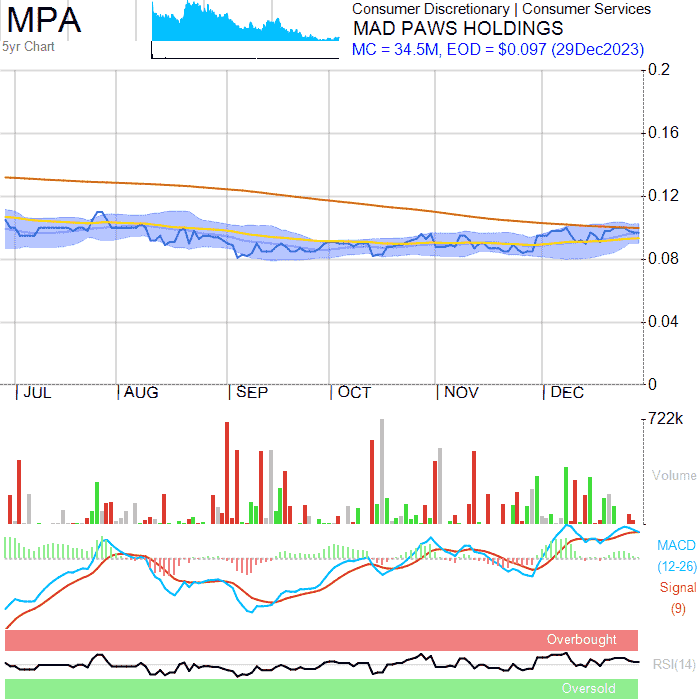 MPA
5yr Chart
Consumer Discretionary | Consumer Services
MAD PAWS HOLDINGS
MC = 34.5M, EOD = $0.097 (29Dec2023)
0.2
0.16
0.12
0.08
0.04
0
JUL AUG SEP OCT NOV DEC
722k
Volume
MACD
(12-26)
Signal
(9)
Overbought
RSI(14)
Oversold